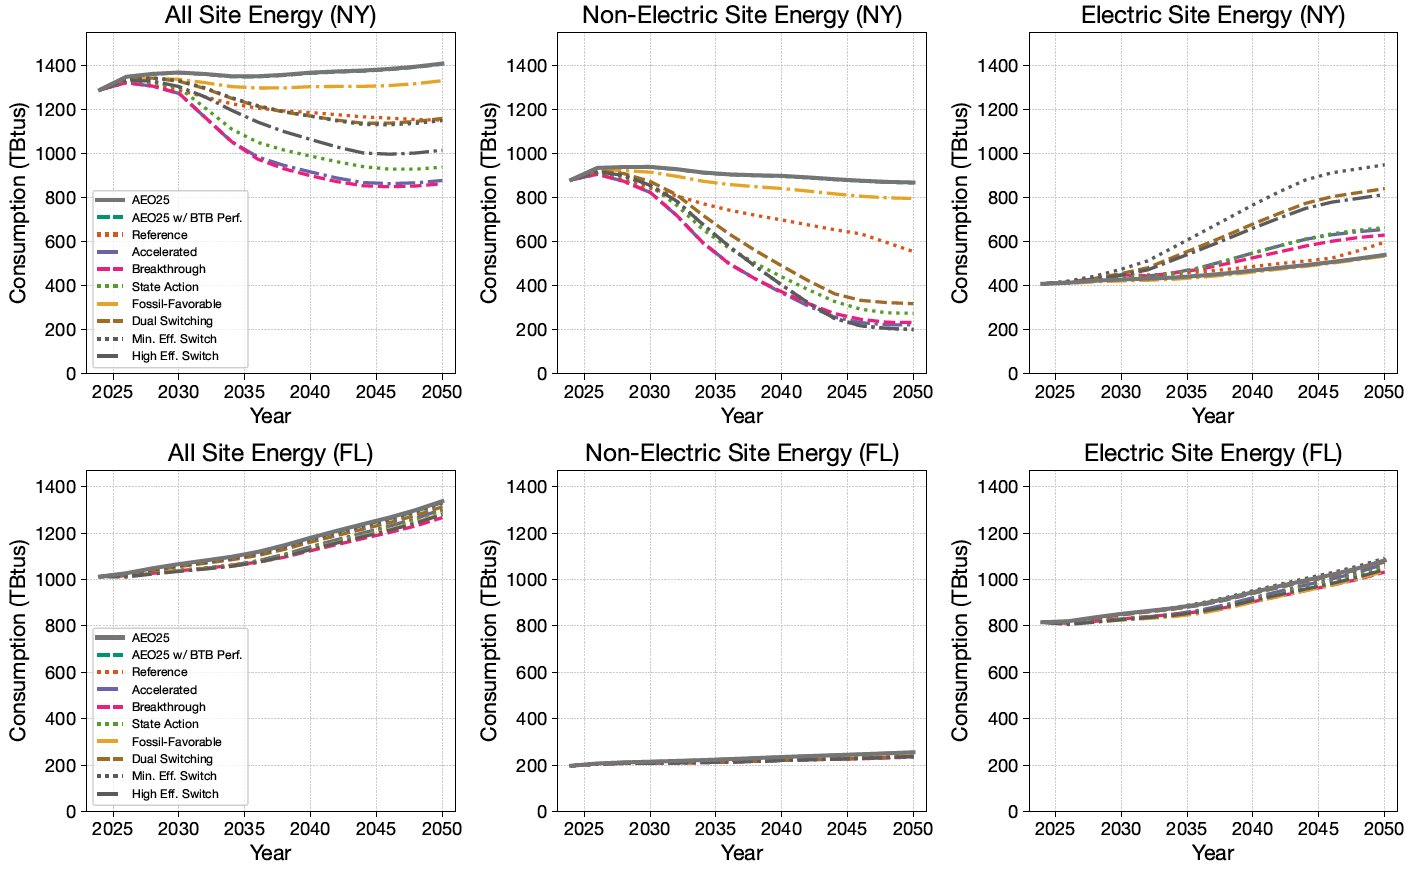 All Site Energy (NY)
Non-Electric Site Energy (NY)
Electric Site Energy (NY)
Consumption (TBtus)
1400
1200
1000
800
600
400
200
0
AEO25
AEO25 w/ BTB Perf.
Reference
Accelerated
Breakthrough
State Action
Fossil-Favorable
Dual Switching
Min. Eff. Switch
High Eff. Switch
2025 2030 2035 2040 2045 2050
Year
Consumption (TBtus)
1400
1200
1000
800
600
400
200
0
2025 2030 2035 2040 2045 2050
Year
Consumption (TBtus)
1400
1200
1000
800
600
400
200
0
2025 2030 2035 2040 2045 2050
Year
All Site Energy (FL)
Non-Electric Site Energy (FL)
Electric Site Energy (FL)
Consumption (TBtus)
1400
1200
1000
800
600
400
200
0
AEO25
AEO25 w/ BTB Perf.
Reference
Accelerated
Breakthrough
State Action
Fossil-Favorable
Dual Switching
Min. Eff. Switch
High Eff. Switch
2025 2030 2035 2040 2045 2050
Year
Consumption (TBtus)
1400
1200
1000
800
600
400
200
0
2025 2030 2035 2040 2045 2050
Year
Consumption (TBtus)
1400
1200
1000
800
600
400
200
0
2025 2030 2035 2040 2045 2050
Year